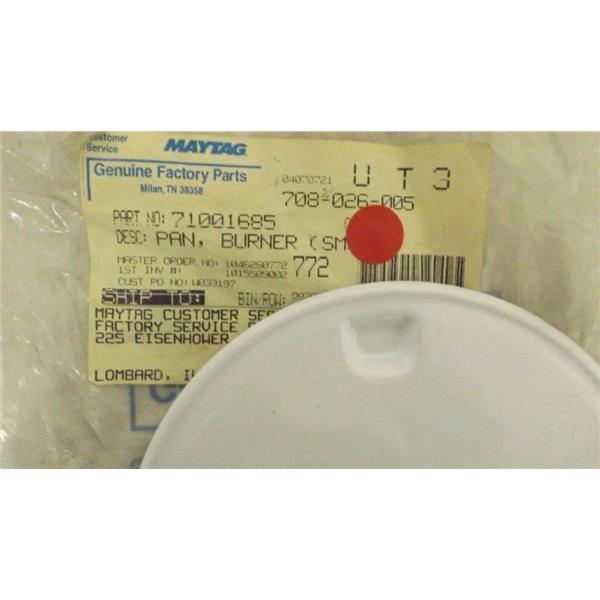 Customer
Service
MAYTAG
Genuine Factory Parts
Milan, TN 38358
04070721
U T 3
708-026-005
PART NO: 71001685
DESC: PAN, BURNER (SM
MASTER ORDER NO: 1046280772 772
1ST INV #: 1015509002
CUST PO NO: W033197
SHIP TO:
BIN/ROW:
MAYTAG CUSTOMER SE
FACTORY SERVICE
225 EISENHOWER
LOMBARD, I